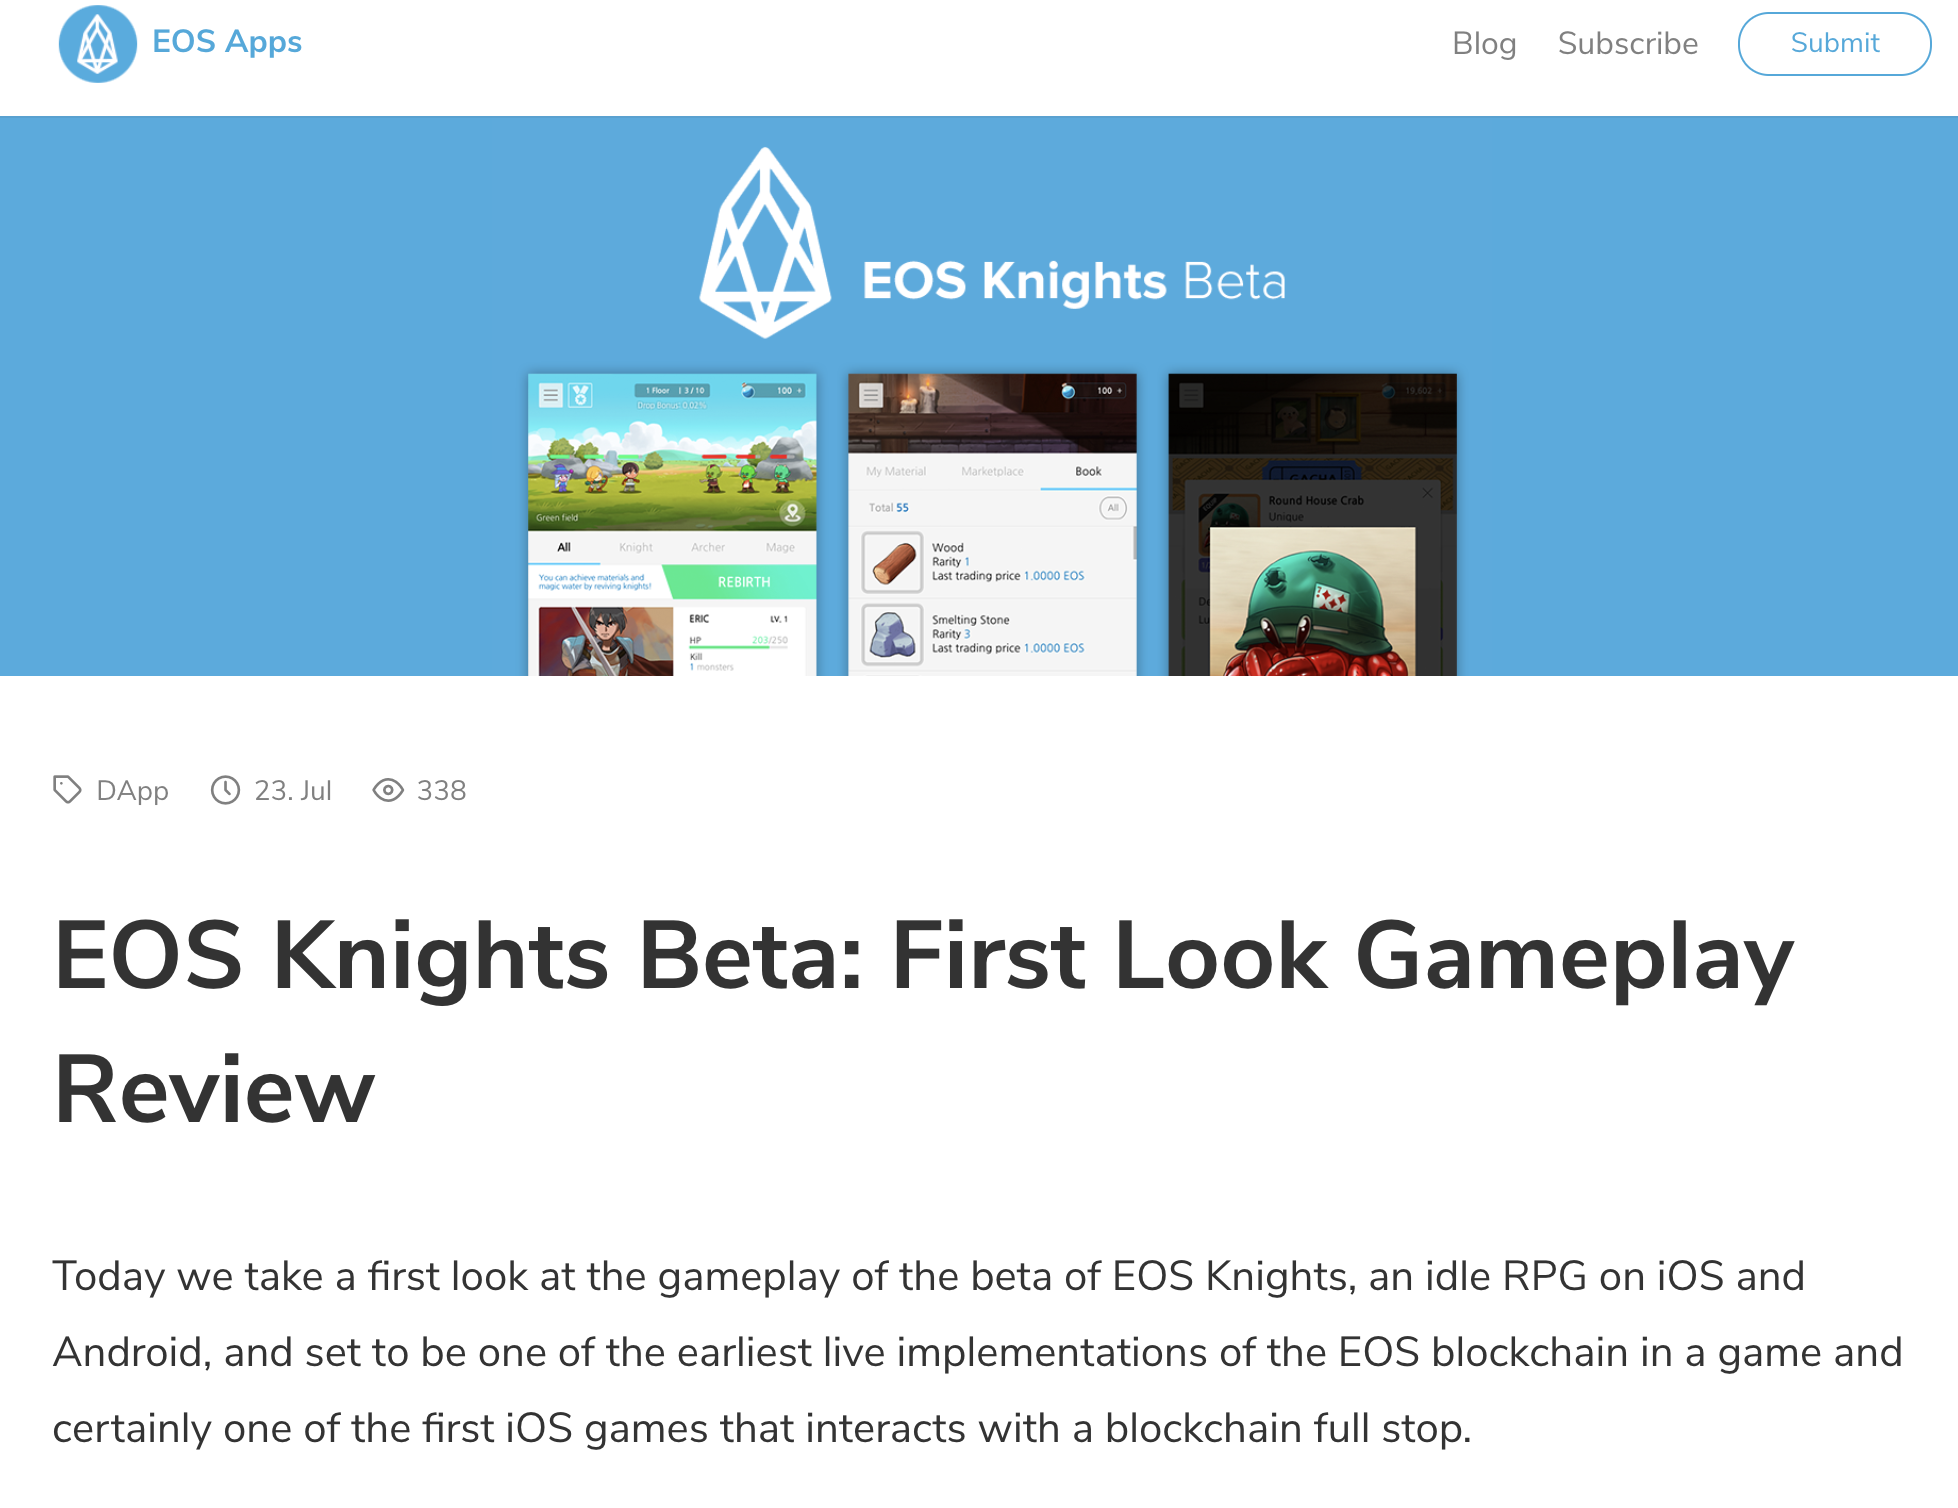 EOS Apps
Blog Subscribe Submit
EOS Knights Beta
1 Floor | 3 / 10 100 +
Drop Bonus: 0.02%
Green field
All Knight Archer Mage
You can achieve materials and
magic water by reviving knights!
REBIRTH
ERIC LV. 1
HP 203/250
Kill
1 monsters
100 +
My Material Marketplace Book
Total 55 All
Wood
Rarity 1
Last trading price 1.0000 EOS
Smelting Stone
Rarity 3
Last trading price 1.0000 EOS
19,602 +
GACHA
Round House Crab
Unique
De
Lu
DApp 23. Jul 338
EOS Knights Beta: First Look Gameplay
Review
Today we take a first look at the gameplay of the beta of EOS Knights, an idle RPG on iOS and
Android, and set to be one of the earliest live implementations of the EOS blockchain in a game and
certainly one of the first iOS games that interacts with a blockchain full stop.